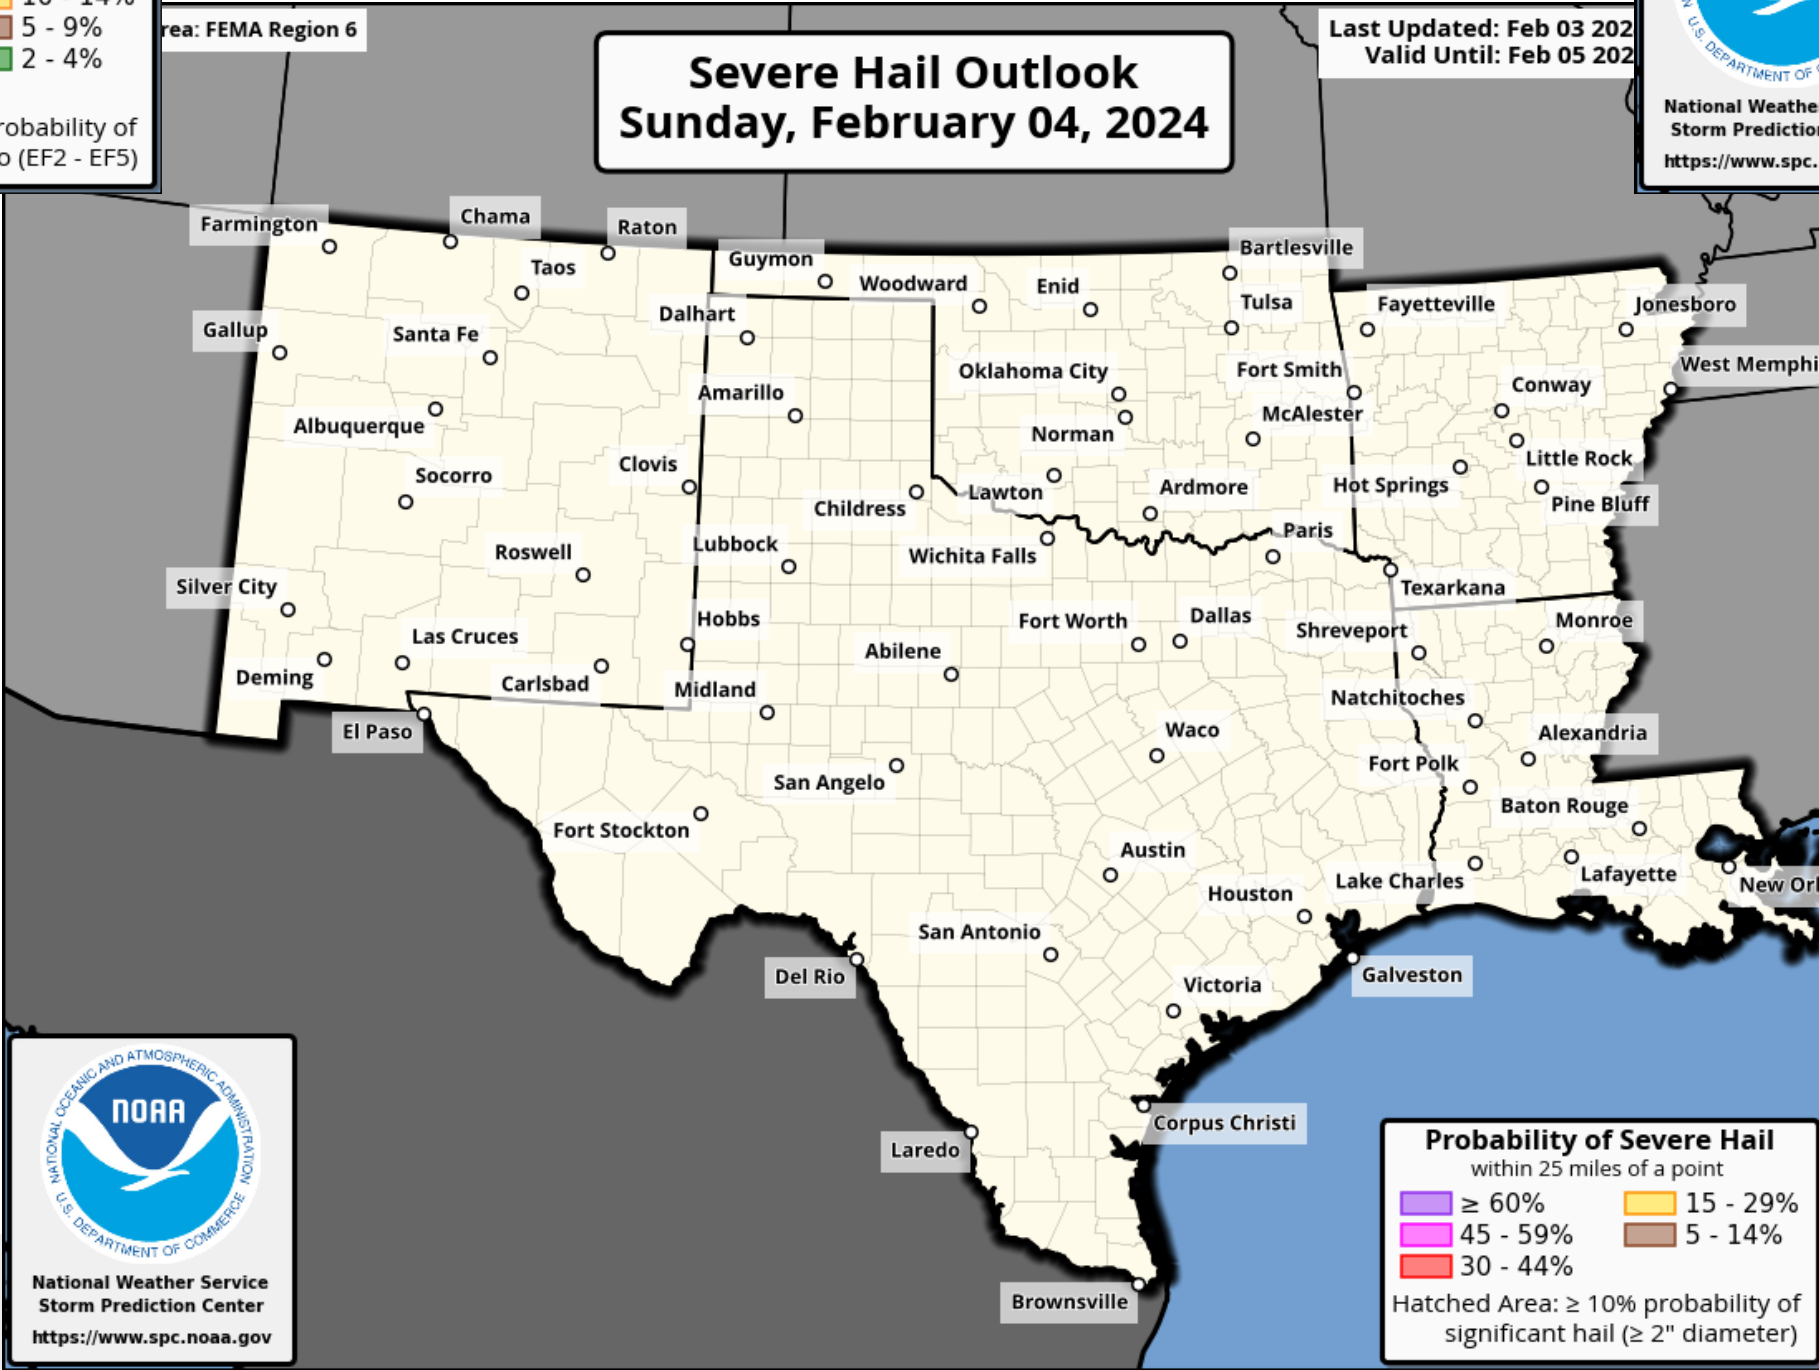 5 - 9%
2 - 4%
robability of
o (EF2 - EF5)
rea: FEMA Region 6
Severe Hail Outlook
Sunday, February 04, 2024
Last Updated: Feb 03 202
Valid Until: Feb 05 202
U.S. DEPARTMENT OF
National Weathe
Storm Predictio
https://www.spc.
Farmington
Chama
Raton
Guymon
Bartlesville
Taos
Woodward
Enid
Tulsa
Fayetteville
Jonesboro
Gallup
Santa Fe
Dalhart
Oklahoma City
Fort Smith
West Memphi
Amarillo
Conway
Albuquerque
Norman
McAlester
Little Rock
Socorro
Clovis
Childress
Lawton
Ardmore
Hot Springs
Pine Bluff
Roswell
Lubbock
Wichita Falls
Paris
Silver City
Texarkana
Las Cruces
Hobbs
Abilene
Fort Worth
Dallas
Shreveport
Monroe
Deming
Carlsbad
Midland
Natchitoches
El Paso
San Angelo
Waco
Fort Polk
Alexandria
Fort Stockton
Baton Rouge
Austin
Houston
Lake Charles
Lafayette
New Orl
San Antonio
Del Rio
Victoria
Galveston
Corpus Christi
Laredo
Brownsville
NATIONAL OCEANIC AND ATMOSPHERIC ADMINISTRATION
NOAA
U.S. DEPARTMENT OF COMMERCE
National Weather Service
Storm Prediction Center
https://www.spc.noaa.gov
Probability of Severe Hail
within 25 miles of a point
≥ 60%
15 - 29%
45 - 59%
5 - 14%
30 - 44%
Hatched Area: ≥ 10% probability of
significant hail (≥ 2" diameter)